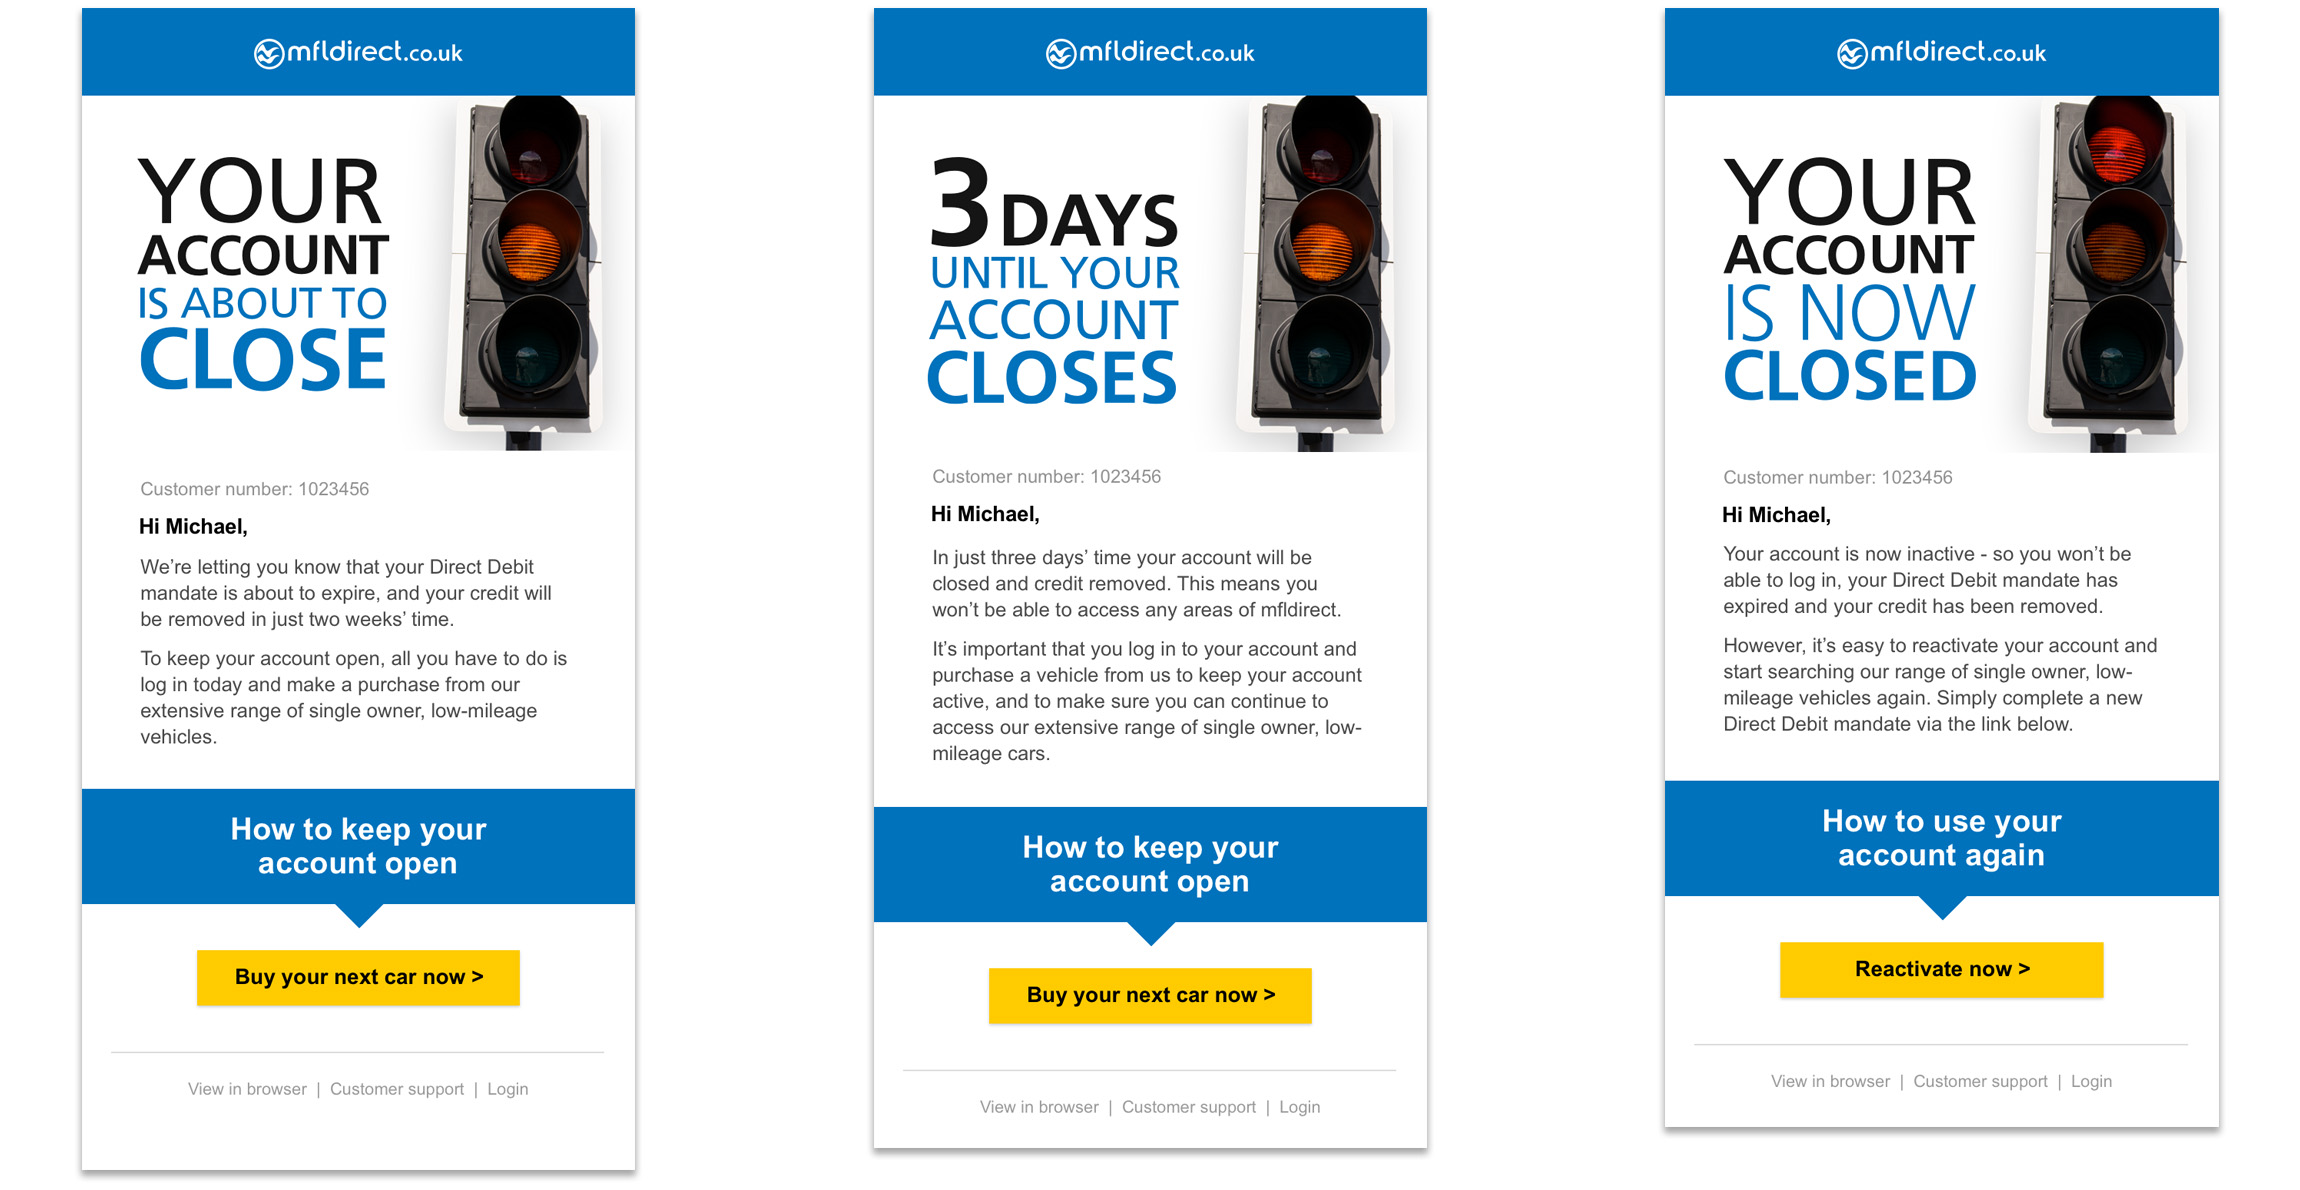 mfldirect.co.uk
YOUR
ACCOUNT
IS ABOUT TO
CLOSE
Customer number: 1023456
Hi Michael,
We’re letting you know that your Direct Debit
mandate is about to expire, and your credit will
be removed in just two weeks’ time.
To keep your account open, all you have to do is
log in today and make a purchase from our
extensive range of single owner, low-mileage
vehicles.
How to keep your
account open
Buy your next car now >
View in browser | Customer support | Login
mfldirect.co.uk
3 DAYS
UNTIL YOUR
ACCOUNT
CLOSES
Customer number: 1023456
Hi Michael,
In just three days’ time your account will be
closed and credit removed. This means you
won’t be able to access any areas of mfldirect.
It’s important that you log in to your account and
purchase a vehicle from us to keep your account
active, and to make sure you can continue to
access our extensive range of single owner, low-
mileage cars.
How to keep your
account open
Buy your next car now >
View in browser | Customer support | Login
mfldirect.co.uk
YOUR
ACCOUNT
IS NOW
CLOSED
Customer number: 1023456
Hi Michael,
Your account is now inactive - so you won’t be
able to log in, your Direct Debit mandate has
expired and your credit has been removed.
However, it’s easy to reactivate your account and
start searching our range of single owner, low-
mileage vehicles again. Simply complete a new
Direct Debit mandate via the link below.
How to use your
account again
Reactivate now >
View in browser | Customer support | Login